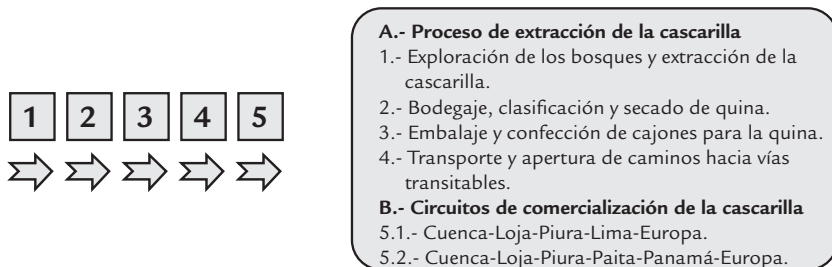 1 2 3 4 5
A.- Proceso de extracción de la cascarilla
1.- Exploración de los bosques y extracción de la
cascarilla.
2.- Bodegaje, clasificación y secado de quina.
3.- Embalaje y confección de cajones para la quina.
4.- Transporte y apertura de caminos hacia vías
transitables.
B.- Circuitos de comercialización de la cascarilla
5.1.- Cuenca-Loja-Piura-Lima-Europa.
5.2.- Cuenca-Loja-Piura-Paita-Panamá-Europa.